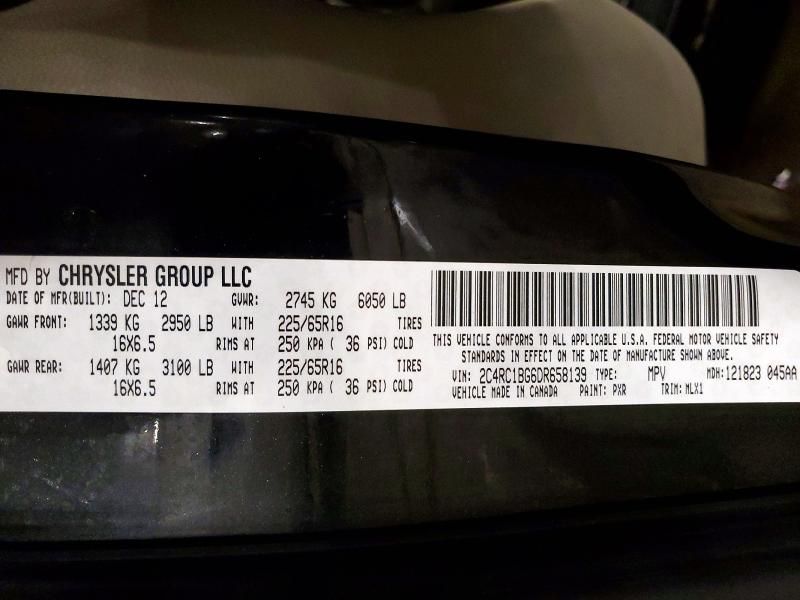 MFD BY CHRYSLER GROUP LLC
DATE OF MFR(BUILT): DEC 12 GVWR: 2745 KG 6050 LB
GAWR FRONT: 1339 KG 2950 LB WITH 225/65R16 TIRES
16X6.5 RIMS AT 250 KPA ( 36 PSI) COLD
GAWR REAR: 1407 KG 3100 LB WITH 225/65R16 TIRES
16X6.5 RIMS AT 250 KPA ( 36 PSI) COLD
THIS VEHICLE CONFORMS TO ALL APPLICABLE U.S.A. FEDERAL MOTOR VEHICLE SAFETY
STANDARDS IN EFFECT ON THE DATE OF MANUFACTURE SHOWN ABOVE.
VIN: 2C4RC1BG6DR658139 TYPE: MPV MDH: 121823 045AA
VEHICLE MADE IN CANADA PAINT: PXR TRIM: MLX1